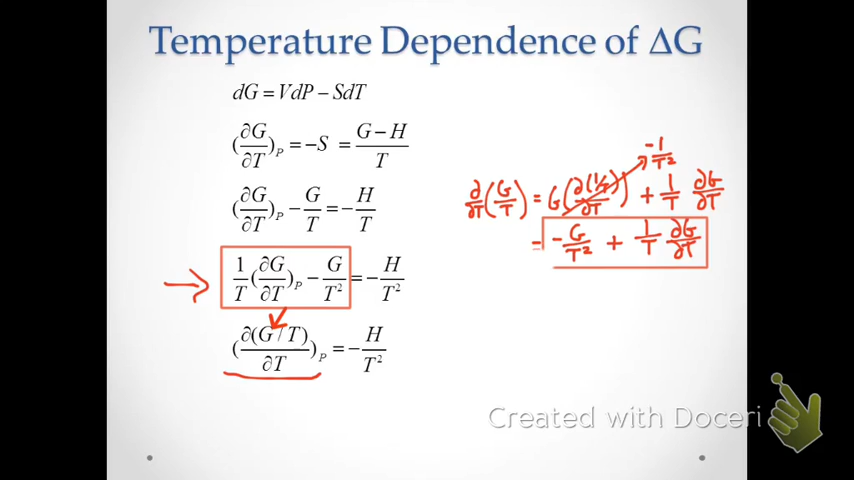 Temperature Dependence of ΔG
dG = VdP − SdT
(∂G/∂T)_P = −S = (G − H)/T
(∂G/∂T)_P − G/T = −H/T
1/T (∂G/∂T)_P − G/T² = −H/T²
(∂(G/T)/∂T)_P = −H/T²
−1/T²
∂/∂T (G/T) = G(∂(1/T)/∂T) + 1/T ∂G/∂T
= −G/T² + 1/T ∂G/∂T
Created with Doceri